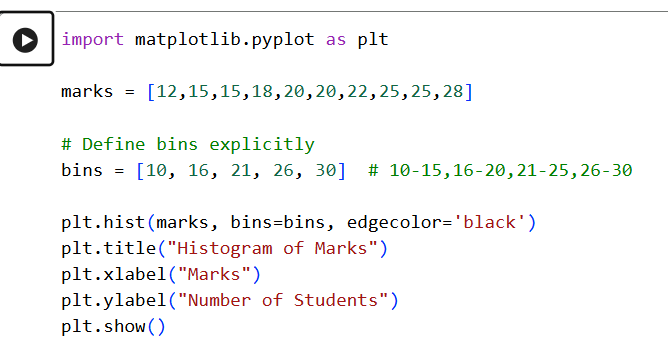 import matplotlib.pyplot as plt
marks = [12,15,15,18,20,20,22,25,25,28]
# Define bins explicitly
bins = [10, 16, 21, 26, 30]  # 10-15,16-20,21-25,26-30
plt.hist(marks, bins=bins, edgecolor='black')
plt.title("Histogram of Marks")
plt.xlabel("Marks")
plt.ylabel("Number of Students")
plt.show()